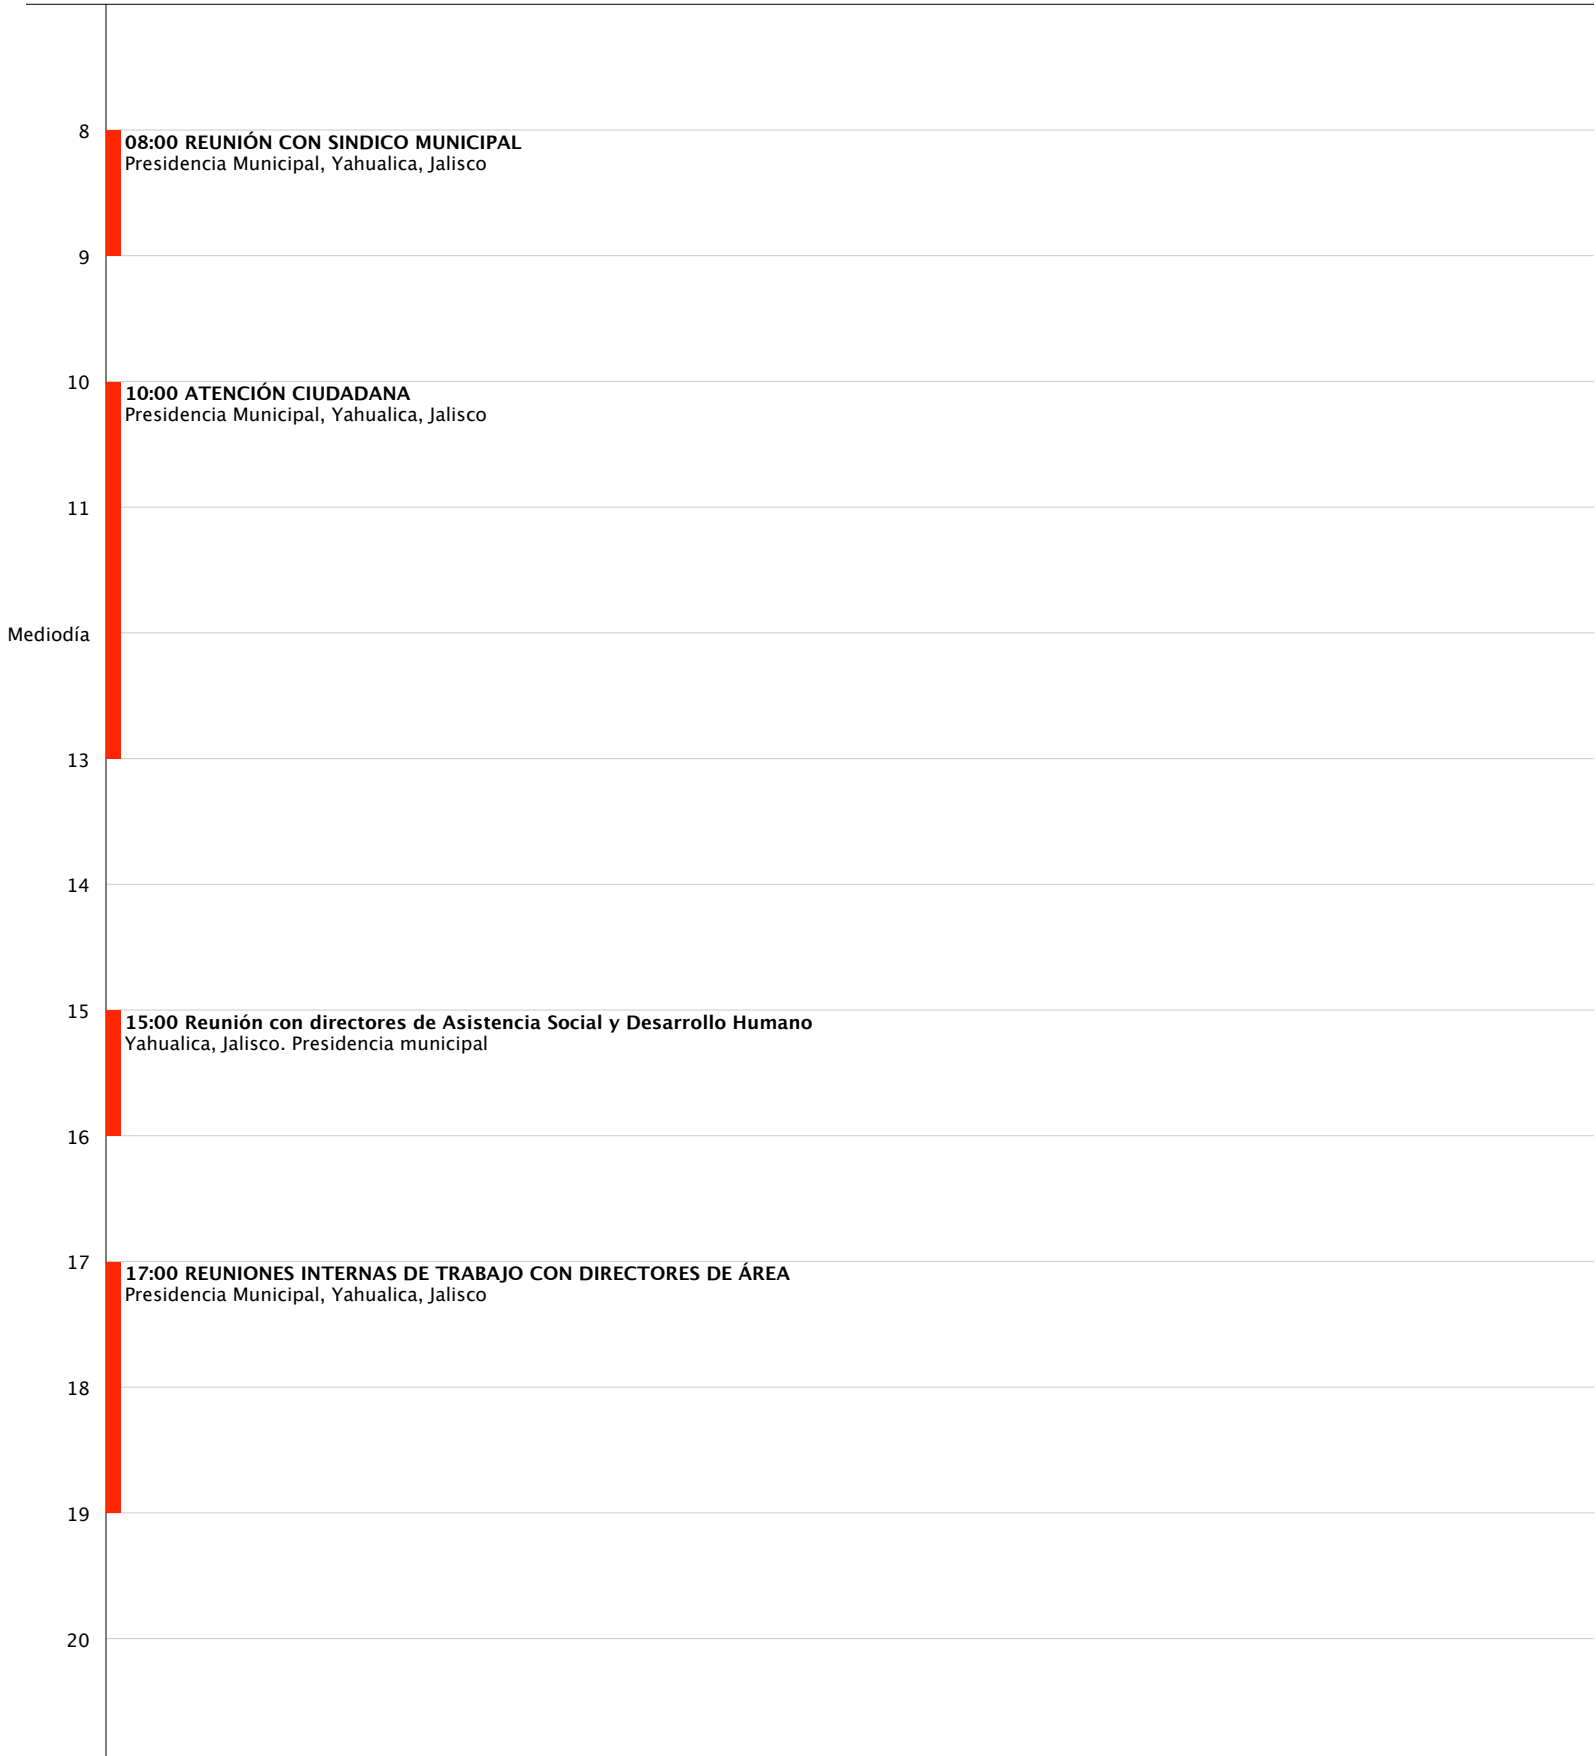 8
08:00 REUNIÓN CON SINDICO MUNICIPAL
Presidencia Municipal, Yahualica, Jalisco
9
10
10:00 ATENCIÓN CIUDADANA
Presidencia Municipal, Yahualica, Jalisco
11
Mediodía
13
14
15
15:00 Reunión con directores de Asistencia Social y Desarrollo Humano
Yahualica, Jalisco. Presidencia municipal
16
17
17:00 REUNIONES INTERNAS DE TRABAJO CON DIRECTORES DE ÁREA
Presidencia Municipal, Yahualica, Jalisco
18
19
20